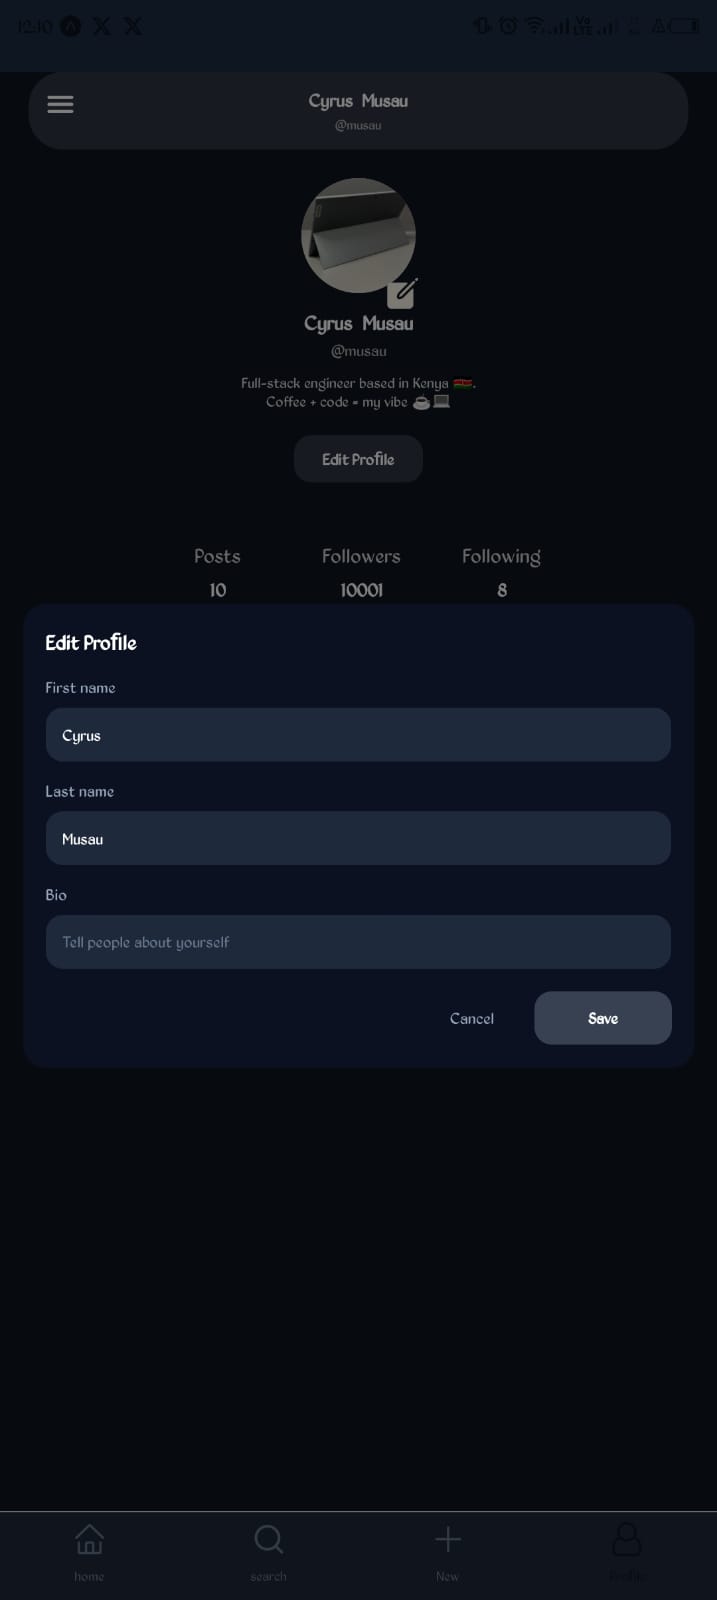 12:10
Vo
LTE
Cyrus Musau
@musau
Cyrus Musau
@musau
Full-stack engineer based in Kenya 🇰🇪.
Coffee + code = my vibe ☕💻
Edit Profile
Posts Followers Following
10 10001 8
Edit Profile
First name
Cyrus
Last name
Musau
Bio
Tell people about yourself
Cancel Save
home search New Profile